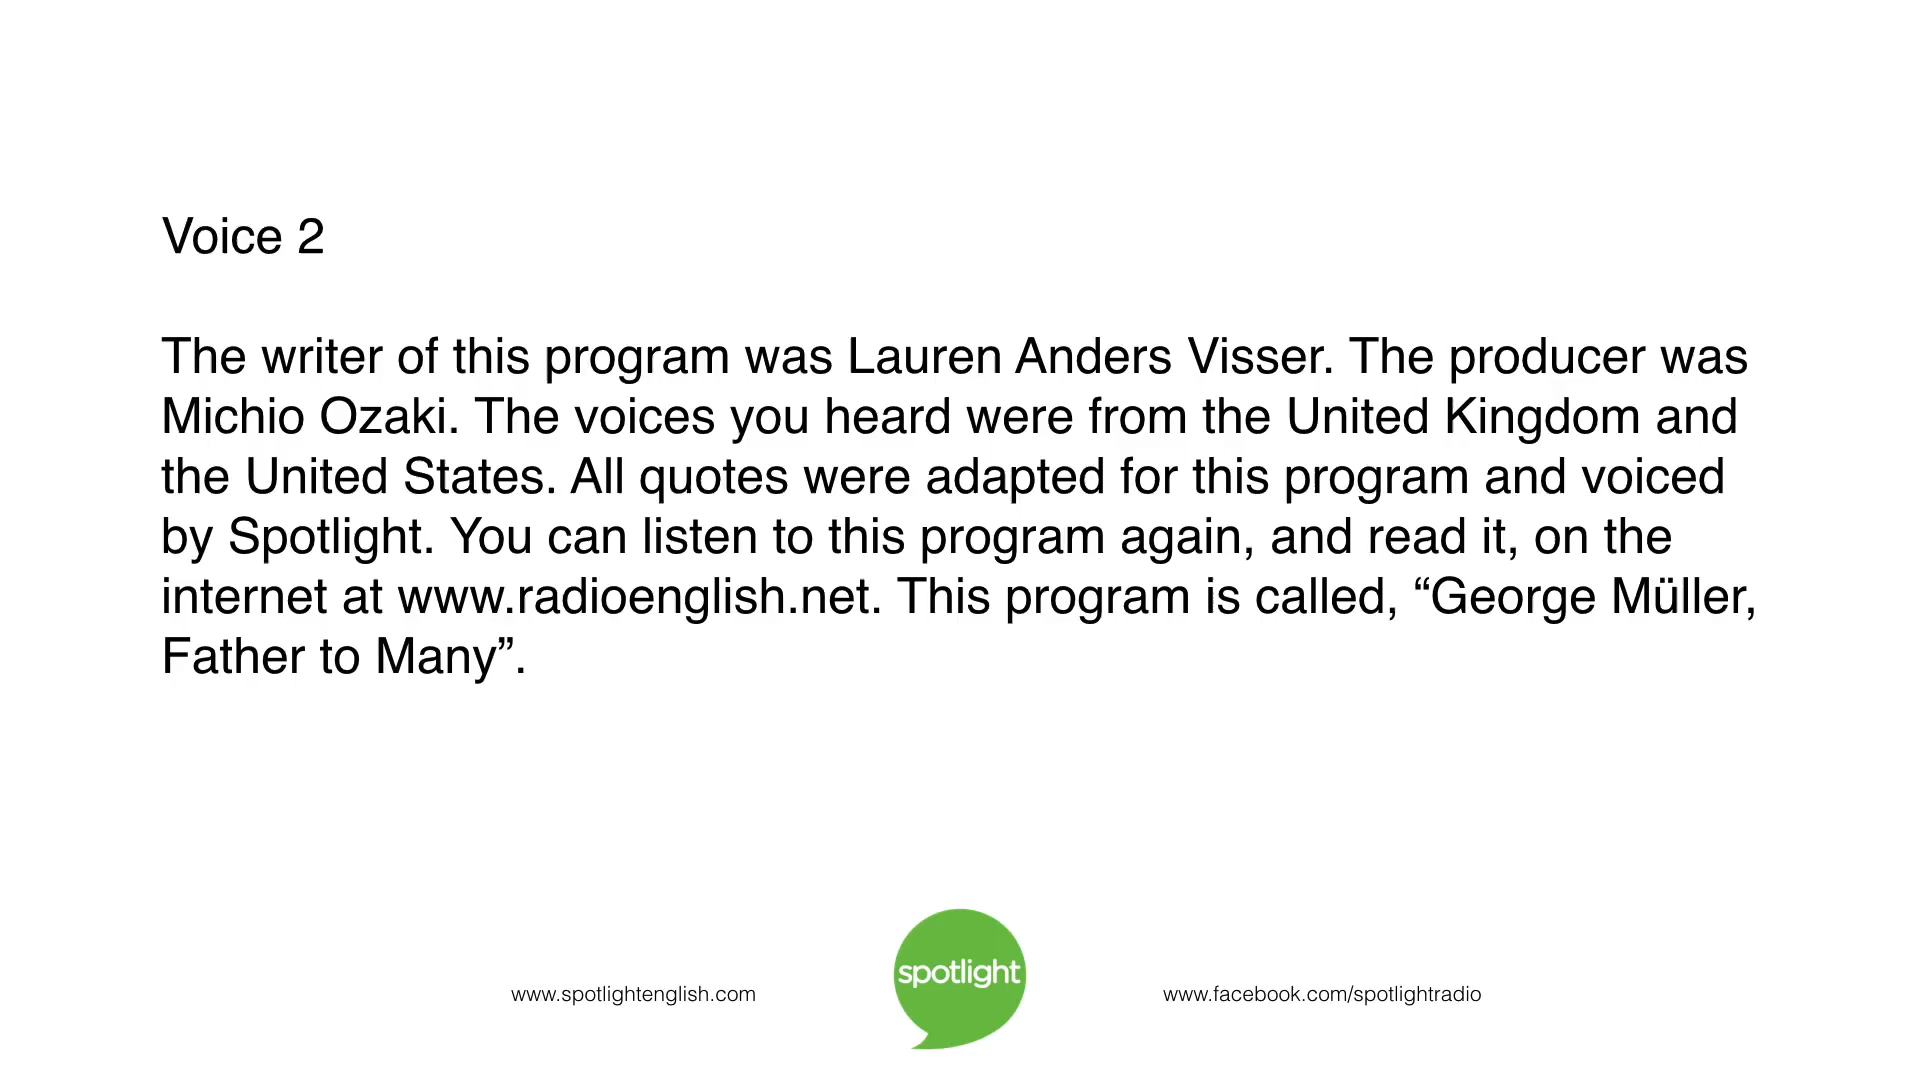 Voice 2
The writer of this program was Lauren Anders Visser. The producer was
Michio Ozaki. The voices you heard were from the United Kingdom and
the United States. All quotes were adapted for this program and voiced
by Spotlight. You can listen to this program again, and read it, on the
internet at www.radioenglish.net. This program is called, “George Müller,
Father to Many”.
www.spotlightenglish.com
spotlight
www.facebook.com/spotlightradio